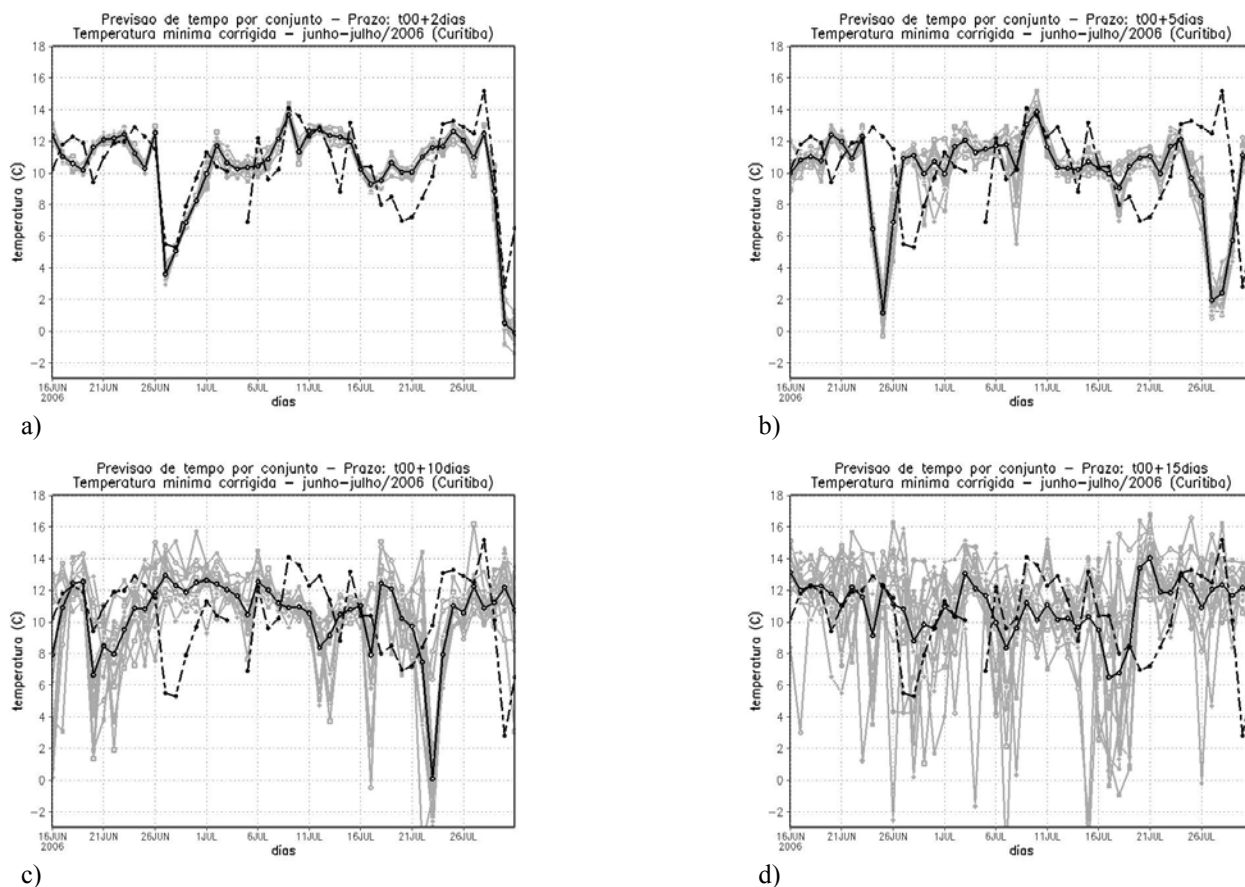 Previsao de tempo por conjunto – Prazo: t00+2dias
Temperatura minima corrigida – junho–julho/2006 (Curitiba)
18
16
14
12
10
8
6
4
2
0
−2
temperatura (C)
16JUN 21JUN 26JUN 1JUL 6JUL 11JUL 16JUL 21JUL 26JUL
2006
días
a)
Previsao de tempo por conjunto – Prazo: t00+5dias
Temperatura minima corrigida – junho–julho/2006 (Curitiba)
18
16
14
12
10
8
6
4
2
0
−2
temperatura (C)
16JUN 21JUN 26JUN 1JUL 6JUL 11JUL 16JUL 21JUL 26JUL
2006
días
b)
Previsao de tempo por conjunto – Prazo: t00+10dias
Temperatura minima corrigida – junho–julho/2006 (Curitiba)
18
16
14
12
10
8
6
4
2
0
−2
temperatura (C)
16JUN 21JUN 26JUN 1JUL 6JUL 11JUL 16JUL 21JUL 26JUL
2006
días
c)
Previsao de tempo por conjunto – Prazo: t00+15dias
Temperatura minima corrigida – junho–julho/2006 (Curitiba)
18
16
14
12
10
8
6
4
2
0
−2
temperatura (C)
16JUN 21JUN 26JUN 1JUL 6JUL 11JUL 16JUL 21JUL 26JUL
2006
días
d)